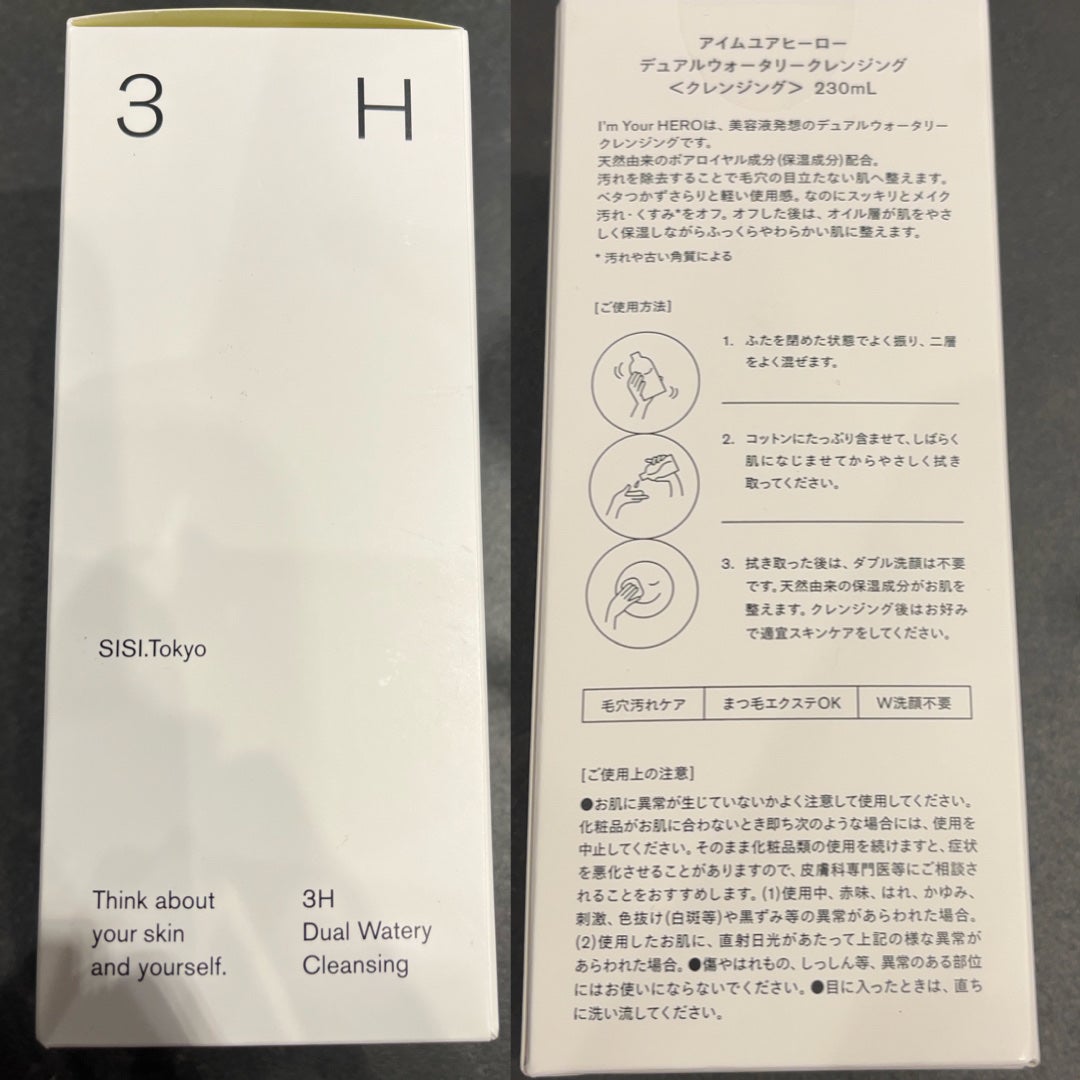 3 H
SISI.Tokyo
Think about
your skin
and yourself.
3H
Dual Watery
Cleansing
アイムユアヒーロー
デュアルウォータリークレンジング
＜クレンジング＞ 230mL
I'm Your HEROは、美容液発想のデュアルウォータリー
クレンジングです。
天然由来のボアロイヤル成分(保湿成分)配合。
汚れを除去することで毛穴の目立たない肌へ整えます。
ベタつかずさらりと軽い使用感。なのにスッキリとメイク
汚れ・くすみ*をオフ。オフした後は、オイル層が肌をやさ
しく保湿しながらふっくらやわらかい肌に整えます。
* 汚れや古い角質による
[ご使用方法]
1. ふたを閉めた状態でよく振り、二層
をよく混ぜます。
2. コットンにたっぷり含ませて、しばらく
肌になじませてからやさしく拭き
取ってください。
3. 拭き取った後は、ダブル洗顔は不要
です。天然由来の保湿成分がお肌を
整えます。クレンジング後はお好み
で適宜スキンケアをしてください。
毛穴汚れケア まつ毛エクステOK W洗顔不要
[ご使用上の注意]
●お肌に異常が生じていないかよく注意して使用してください。
化粧品がお肌に合わないとき即ち次のような場合には、使用を
中止してください。そのまま化粧品類の使用を続けますと、症状
を悪化させることがありますので、皮膚科専門医等にご相談さ
れることをおすすめします。(1)使用中、赤味、はれ、かゆみ、
刺激、色抜け(白斑等)や黒ずみ等の異常があらわれた場合。
(2)使用したお肌に、直射日光があたって上記の様な異常が
あらわれた場合。●傷やはれもの、しっしん等、異常のある部位
にはお使いにならないでください。●目に入ったときは、直ち
に洗い流してください。